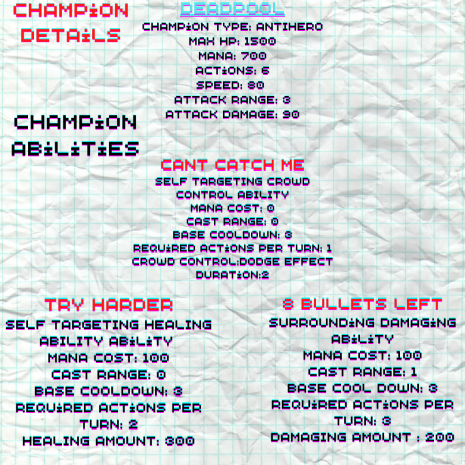 CHAMPiON
DETAiLS
DEADPOOL
CHAMPiON TYPE: ANTIHERO
MAX HP: 1500
MANA: 700
ACTiONS: 6
SPEED: 80
ATTACK RANGE: 3
ATTACK DAMAGE: 90
CHAMPiON
ABiLiTiES
CANT CATCH ME
SELF TARGETING CROWD
CONTROL ABiLiTY
MANA COST: 0
CAST RANGE: 0
BASE COOLDOWN: 3
REQUiRED ACTiONS PER TURN: 1
CROWD CONTROL:DODGE EFFECT
DURATiON:2
TRY HARDER
SELF TARGETiNG HEALiNG
ABiLiTY ABiLiTY
MANA COST: 100
CAST RANGE: 0
BASE COOLDOWN: 3
REQUiRED ACTiONS PER
TURN: 2
HEALiNG AMOUNT: 300
8 BULLETS LEFT
SURROUNDiNG DAMAGiNG
ABiLiTY
MANA COST: 100
CAST RANGE: 1
BASE COOL DOWN: 3
REQUiRED ACTiONS PER
TURN: 3
DAMAGiNG AMOUNT : 200